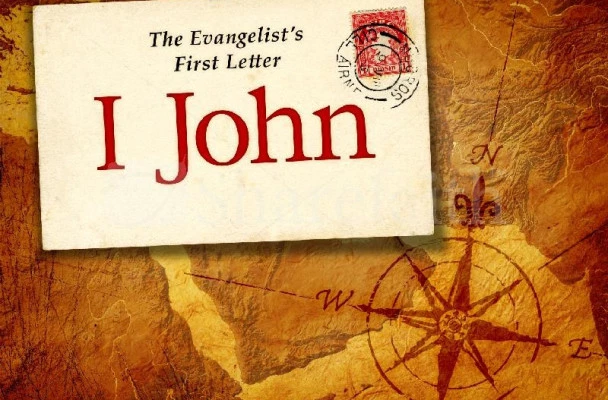 The Evangelist's
First Letter
I John
N
W
E